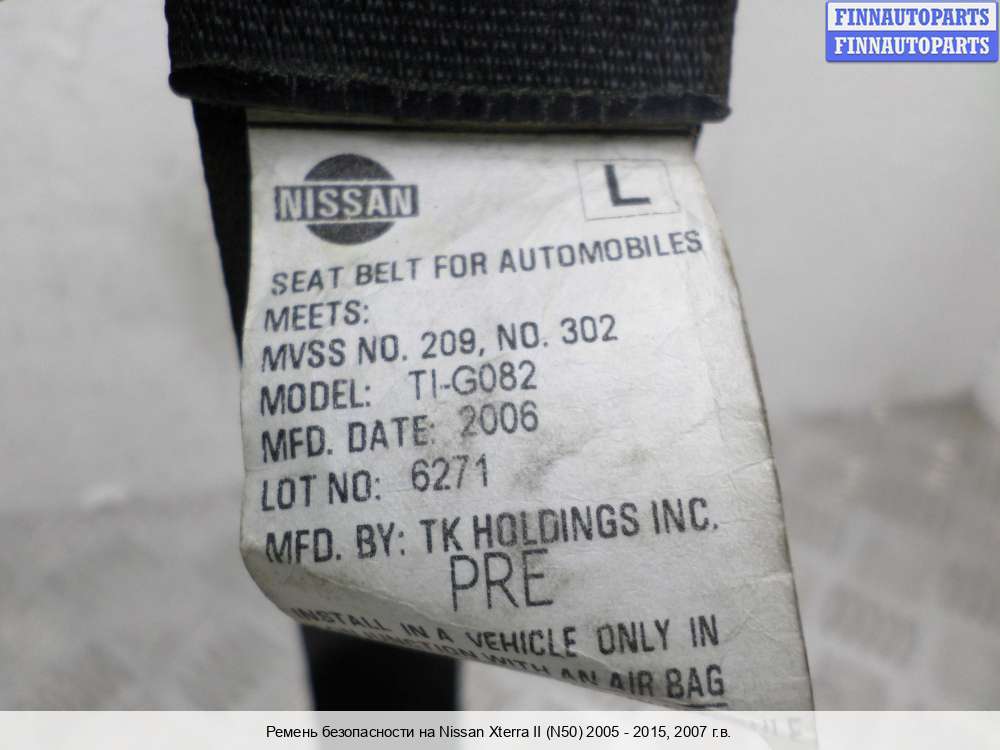 FINNAUTOPARTS
FINNAUTOPARTS
NISSAN
L
SEAT BELT FOR AUTOMOBILES
MEETS:
MVSS NO. 209, NO. 302
MODEL: TI-G082
MFD. DATE: 2006
LOT NO: 6271
MFD. BY: TK HOLDINGS INC.
PRE
INSTALL IN A VEHICLE ONLY IN
WITH AN AIR BAG
Ремень безопасности на Nissan Xterra II (N50) 2005 - 2015, 2007 г.в.